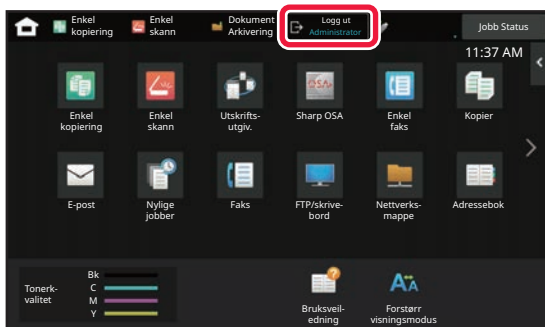 Enkel
kopiering
Enkel
skann
Dokument
Arkivering
Logg ut
Administrator
Jobb Status
11:37 AM
Enkel
kopiering
Enkel
skann
Utskrifts-
utgiv.
OSA
Sharp OSA
Enkel
faks
Kopier
E-post
Nylige
jobber
Faks
FTP/skrive-
bord
Nettverks-
mappe
Adressebok
Tonerk-
valitet
Bk
C
M
Y
Bruksveil-
edning
Forstørr
visningsmodus